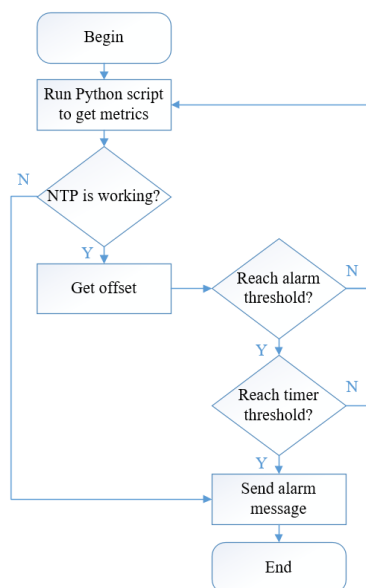 Begin
Run Python script
to get metrics
N
NTP is working?
Y
Get offset
Reach alarm
threshold?
N
Y
Reach timer
threshold?
N
Y
Send alarm
message
End